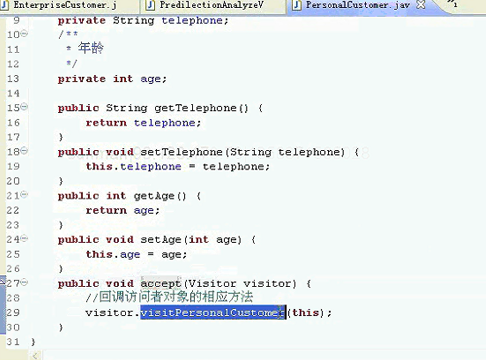 EnterpriseCustomer.j PredilectionAnalyzeV PersonalCustomer.jav
9 private String telephone;
10 /**
11 * 年龄
12 */
13 private int age;
14
15 public String getTelephone() {
16 return telephone;
17 }
18 public void setTelephone(String telephone) {
19 this.telephone = telephone;
20 }
21 public int getAge() {
22 return age;
23 }
24 public void setAge(int age) {
25 this.age = age;
26 }
27 public void accept(Visitor visitor) {
28 //回调访问者对象的相应方法
29 visitor.visitPersonalCustomer(this);
30 }
31 }